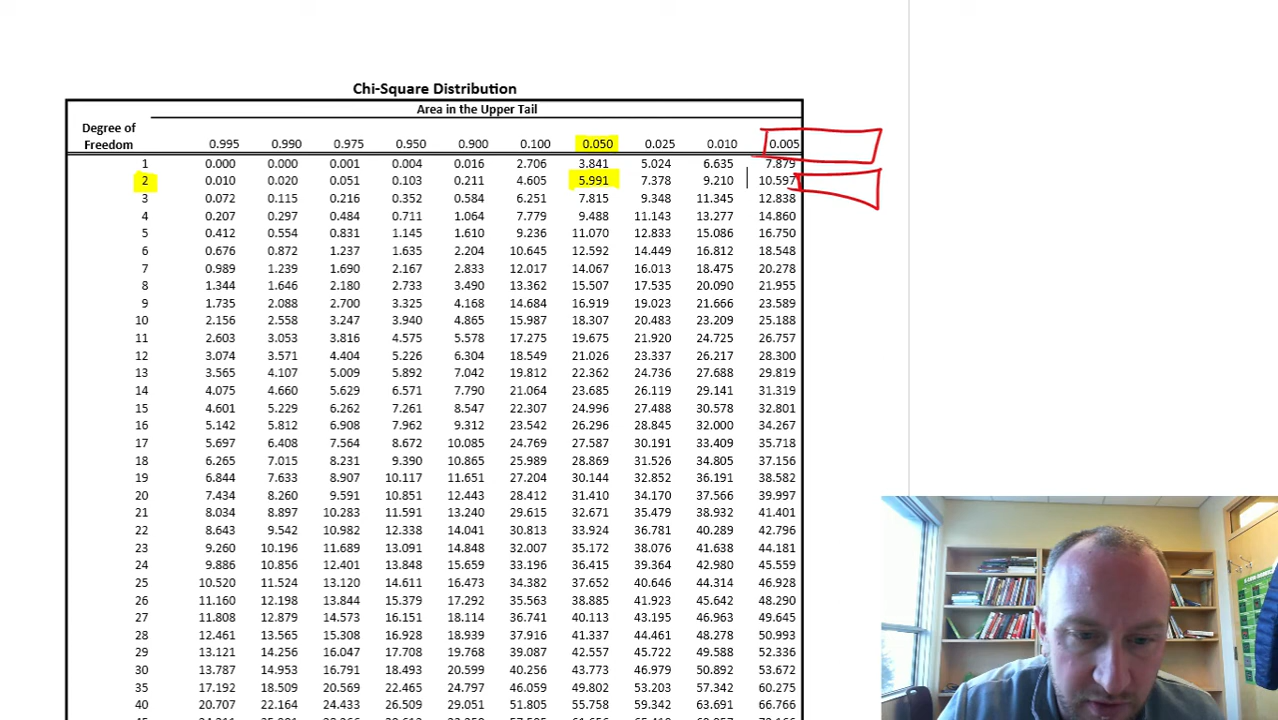 Chi-Square Distribution
Area in the Upper Tail
Degree of
Freedom 0.995 0.990 0.975 0.950 0.900 0.100 0.050 0.025 0.010 0.005
1 0.000 0.000 0.001 0.004 0.016 2.706 3.841 5.024 6.635 7.879
2 0.010 0.020 0.051 0.103 0.211 4.605 5.991 7.378 9.210 10.597
3 0.072 0.115 0.216 0.352 0.584 6.251 7.815 9.348 11.345 12.838
4 0.207 0.297 0.484 0.711 1.064 7.779 9.488 11.143 13.277 14.860
5 0.412 0.554 0.831 1.145 1.610 9.236 11.070 12.833 15.086 16.750
6 0.676 0.872 1.237 1.635 2.204 10.645 12.592 14.449 16.812 18.548
7 0.989 1.239 1.690 2.167 2.833 12.017 14.067 16.013 18.475 20.278
8 1.344 1.646 2.180 2.733 3.490 13.362 15.507 17.535 20.090 21.955
9 1.735 2.088 2.700 3.325 4.168 14.684 16.919 19.023 21.666 23.589
10 2.156 2.558 3.247 3.940 4.865 15.987 18.307 20.483 23.209 25.188
11 2.603 3.053 3.816 4.575 5.578 17.275 19.675 21.920 24.725 26.757
12 3.074 3.571 4.404 5.226 6.304 18.549 21.026 23.337 26.217 28.300
13 3.565 4.107 5.009 5.892 7.042 19.812 22.362 24.736 27.688 29.819
14 4.075 4.660 5.629 6.571 7.790 21.064 23.685 26.119 29.141 31.319
15 4.601 5.229 6.262 7.261 8.547 22.307 24.996 27.488 30.578 32.801
16 5.142 5.812 6.908 7.962 9.312 23.542 26.296 28.845 32.000 34.267
17 5.697 6.408 7.564 8.672 10.085 24.769 27.587 30.191 33.409 35.718
18 6.265 7.015 8.231 9.390 10.865 25.989 28.869 31.526 34.805 37.156
19 6.844 7.633 8.907 10.117 11.651 27.204 30.144 32.852 36.191 38.582
20 7.434 8.260 9.591 10.851 12.443 28.412 31.410 34.170 37.566 39.997
21 8.034 8.897 10.283 11.591 13.240 29.615 32.671 35.479 38.932 41.401
22 8.643 9.542 10.982 12.338 14.041 30.813 33.924 36.781 40.289 42.796
23 9.260 10.196 11.689 13.091 14.848 32.007 35.172 38.076 41.638 44.181
24 9.886 10.856 12.401 13.848 15.659 33.196 36.415 39.364 42.980 45.559
25 10.520 11.524 13.120 14.611 16.473 34.382 37.652 40.646 44.314 46.928
26 11.160 12.198 13.844 15.379 17.292 35.563 38.885 41.923 45.642 48.290
27 11.808 12.879 14.573 16.151 18.114 36.741 40.113 43.195 46.963 49.645
28 12.461 13.565 15.308 16.928 18.939 37.916 41.337 44.461 48.278 50.993
29 13.121 14.256 16.047 17.708 19.768 39.087 42.557 45.722 49.588 52.336
30 13.787 14.953 16.791 18.493 20.599 40.256 43.773 46.979 50.892 53.672
35 17.192 18.509 20.569 22.465 24.797 46.059 49.802 53.203 57.342 60.275
40 20.707 22.164 24.433 26.509 29.051 51.805 55.758 59.342 63.691 66.766